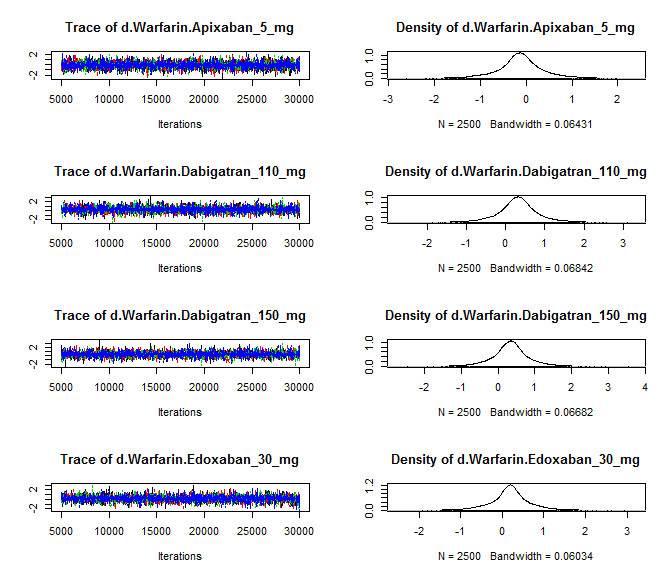 Trace of d.Warfarin.Apixaban_5_mg
2
-2
5000 10000 15000 20000 25000 30000
Iterations
Density of d.Warfarin.Apixaban_5_mg
1.0
0.0
-3 -2 -1 0 1 2
N = 2500 Bandwidth = 0.06431
Trace of d.Warfarin.Dabigatran_110_mg
2
-2
5000 10000 15000 20000 25000 30000
Iterations
Density of d.Warfarin.Dabigatran_110_mg
1.0
0.0
-2 -1 0 1 2 3
N = 2500 Bandwidth = 0.06842
Trace of d.Warfarin.Dabigatran_150_mg
2
-2
5000 10000 15000 20000 25000 30000
Iterations
Density of d.Warfarin.Dabigatran_150_mg
1.0
0.0
-2 -1 0 1 2 3 4
N = 2500 Bandwidth = 0.06682
Trace of d.Warfarin.Edoxaban_30_mg
2
-2
5000 10000 15000 20000 25000 30000
Iterations
Density of d.Warfarin.Edoxaban_30_mg
1.2
0.0
-2 -1 0 1 2 3
N = 2500 Bandwidth = 0.06034